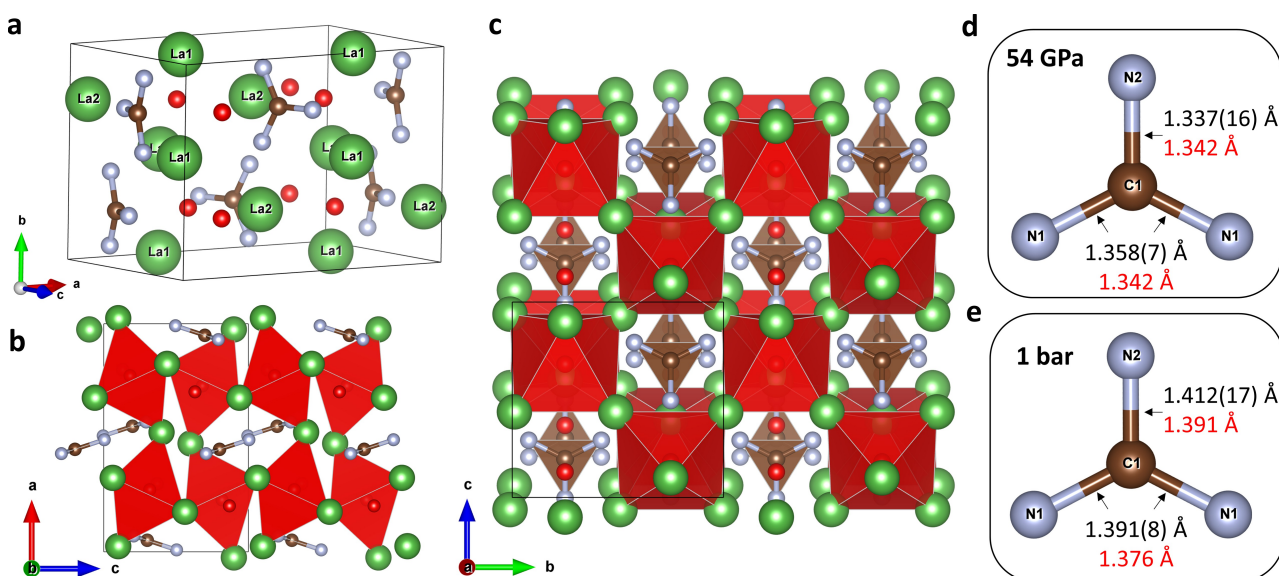 a
La1
La1
La2
La2
La1
La1
La1
La2
La2
La1
La1
b
a
c
b
a
b
c
c
c
a
b
d
54 GPa
N2
1.337(16) Å
1.342 Å
C1
N1
N1
1.358(7) Å
1.342 Å
e
1 bar
N2
1.412(17) Å
1.391 Å
C1
N1
N1
1.391(8) Å
1.376 Å